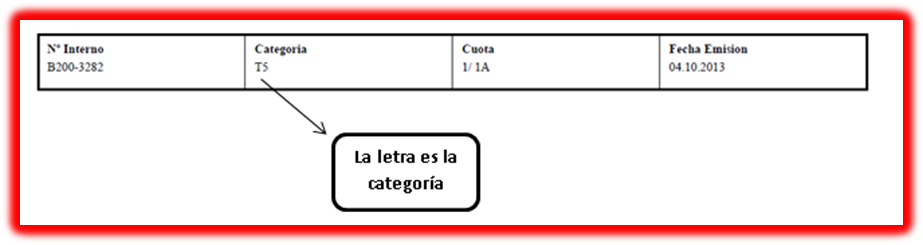 Nº Interno Categoria Cuota Fecha Emision
B200-3282 T5 1/ 1A 04.10.2013
La letra es la
categoría